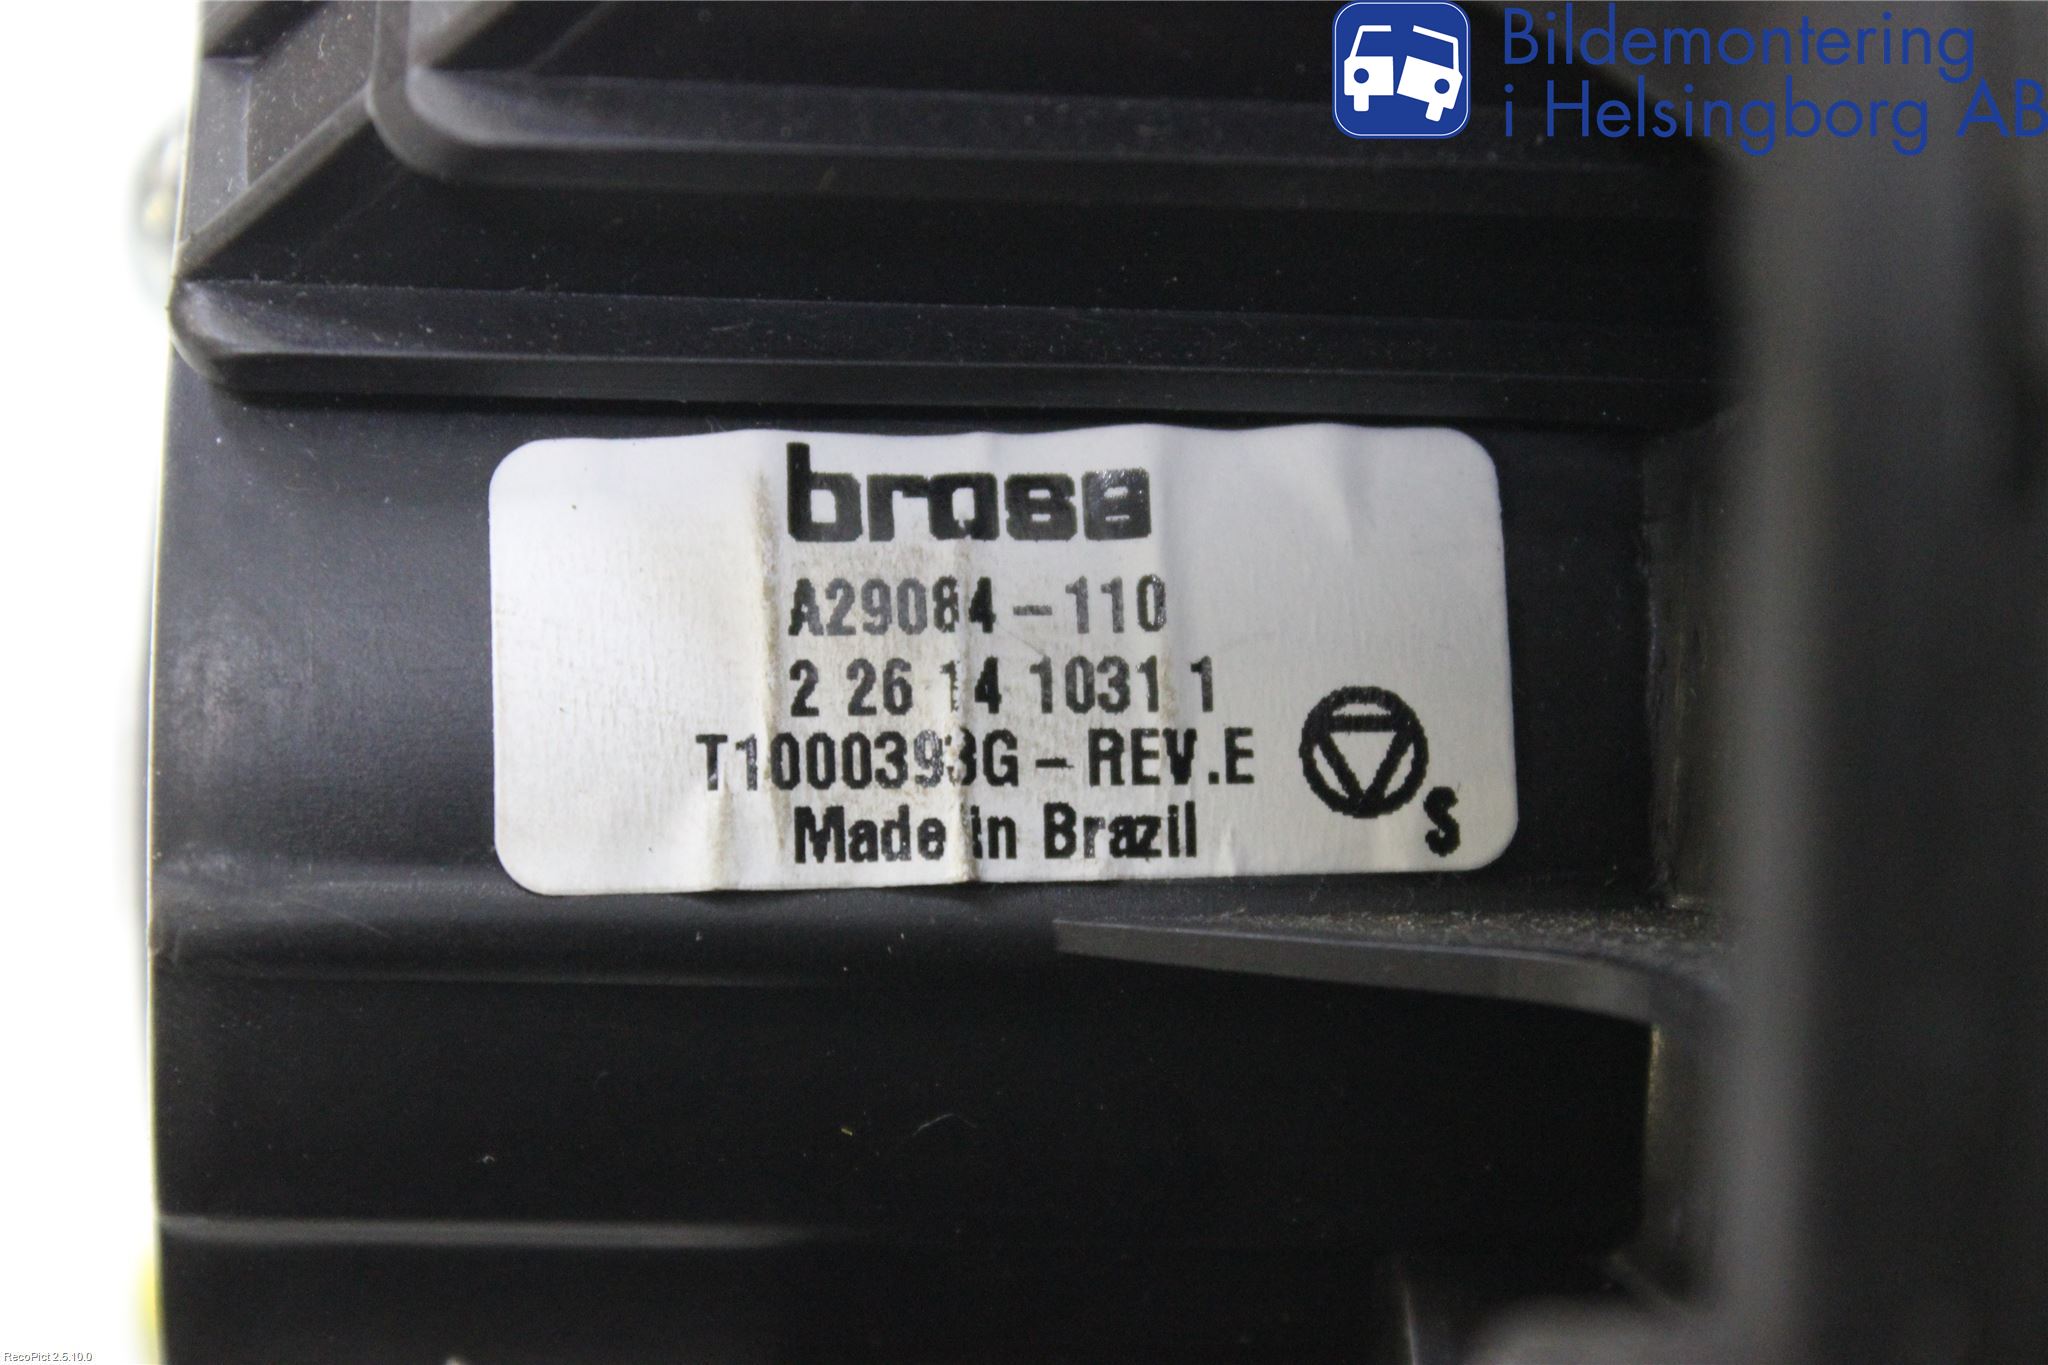 Bildemontering
i Helsingborg AB
brose
A29084-110
2 26 14 1031 1
T1000393G - REV.E
Made in Brazil
S
RecoPict 2.5.10.0